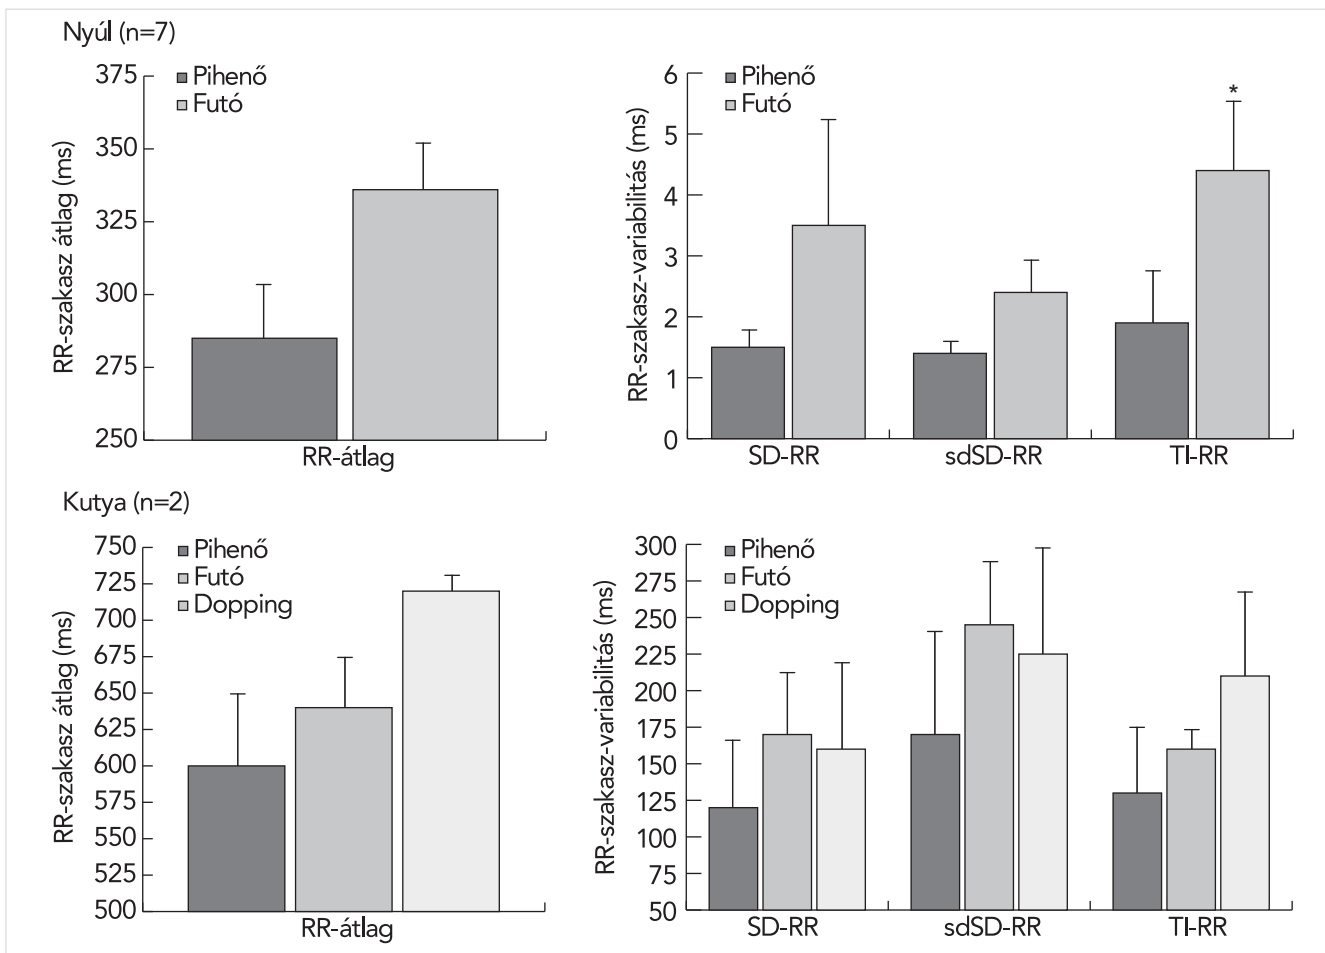 Nyúl (n=7)
RR-szakasz átlag (ms)
375
350
325
300
275
250
Pihenő
Futó
RR-átlag
RR-szakasz-variabilitás (ms)
6
5
4
3
2
1
0
Pihenő
Futó
*
SD-RR
sdSD-RR
TI-RR
Kutya (n=2)
RR-szakasz átlag (ms)
750
725
700
675
650
625
600
575
550
525
500
Pihenő
Futó
Dopping
RR-átlag
RR-szakasz-variabilitás (ms)
300
275
250
225
200
175
150
125
100
75
50
Pihenő
Futó
Dopping
SD-RR
sdSD-RR
TI-RR